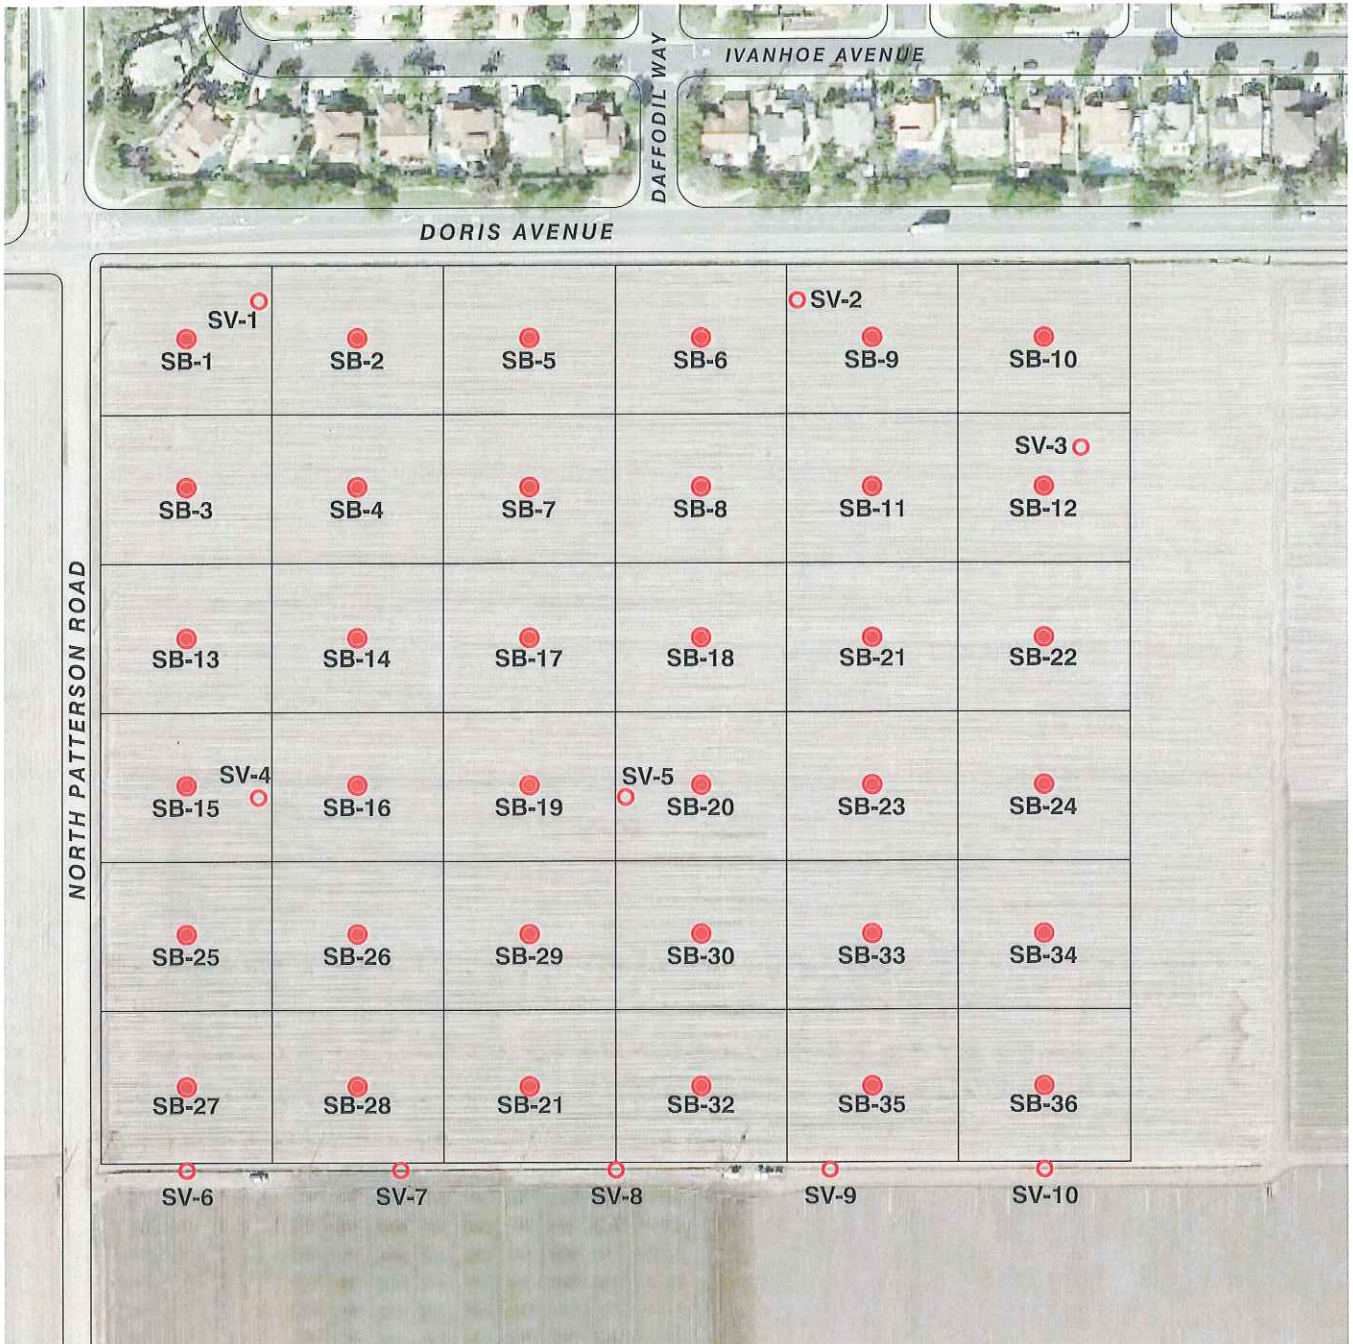 IVANHOE AVENUE
DAFFODIL WAY
DORIS AVENUE
NORTH PATTERSON ROAD
SV-1
SV-2
SB-1
SB-2
SB-5
SB-6
SB-9
SB-10
SV-3
SB-3
SB-4
SB-7
SB-8
SB-11
SB-12
SB-13
SB-14
SB-17
SB-18
SB-21
SB-22
SV-4
SV-5
SB-15
SB-16
SB-19
SB-20
SB-23
SB-24
SB-25
SB-26
SB-29
SB-30
SB-33
SB-34
SB-27
SB-28
SB-21
SB-32
SB-35
SB-36
SV-6
SV-7
SV-8
SV-9
SV-10